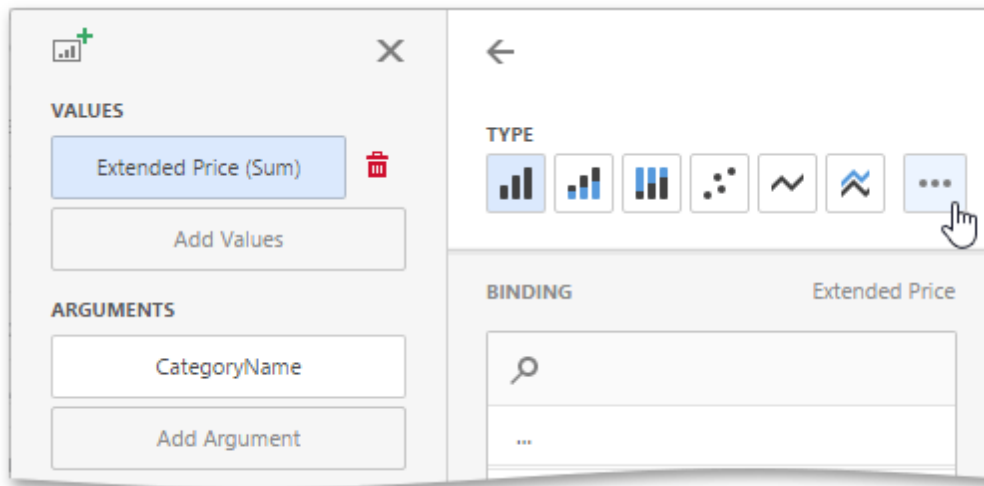 VALUES
Extended Price (Sum)
Add Values
ARGUMENTS
CategoryName
Add Argument
TYPE
BINDING Extended Price
...